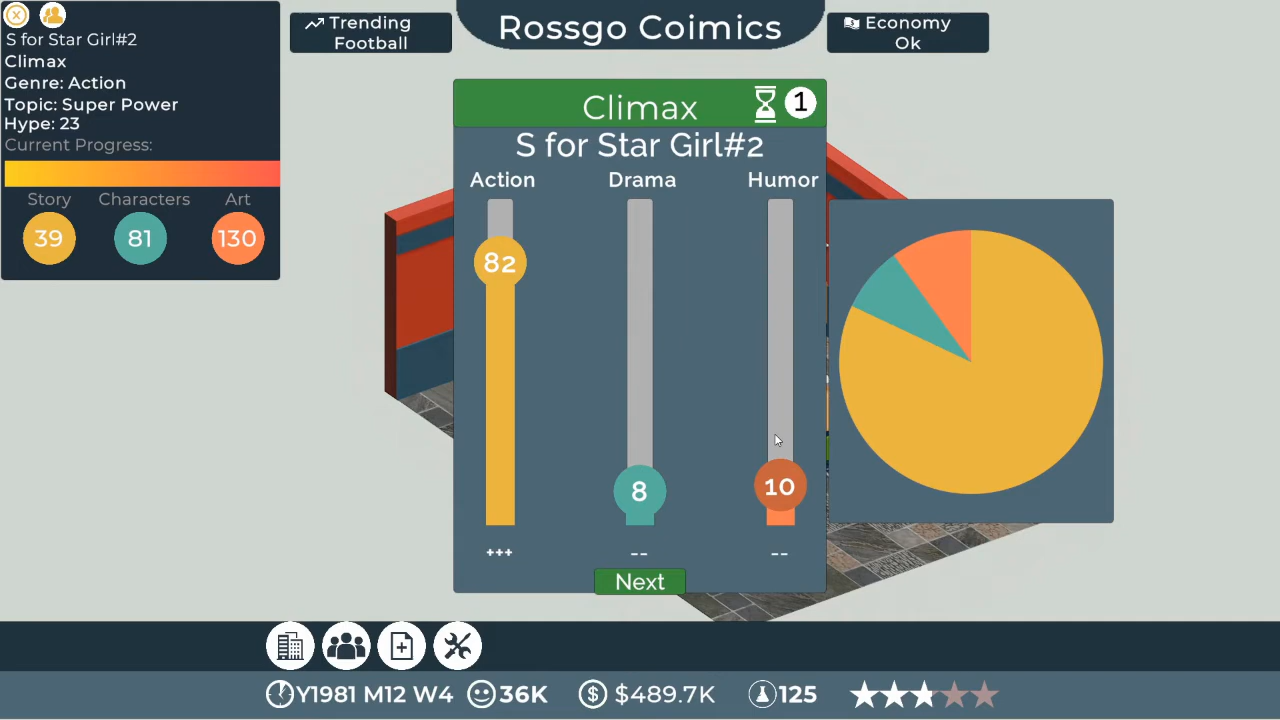 S for Star Girl#2
Climax
Genre: Action
Topic: Super Power
Hype: 23
Current Progress:
Story Characters Art
39 81 130
Trending
Football
Rossgo Coimics
Economy
Ok
Climax 1
S for Star Girl#2
Action Drama Humor
82 8 10
+++ -- --
Next
Y1981 M12 W4 36K $489.7K 125